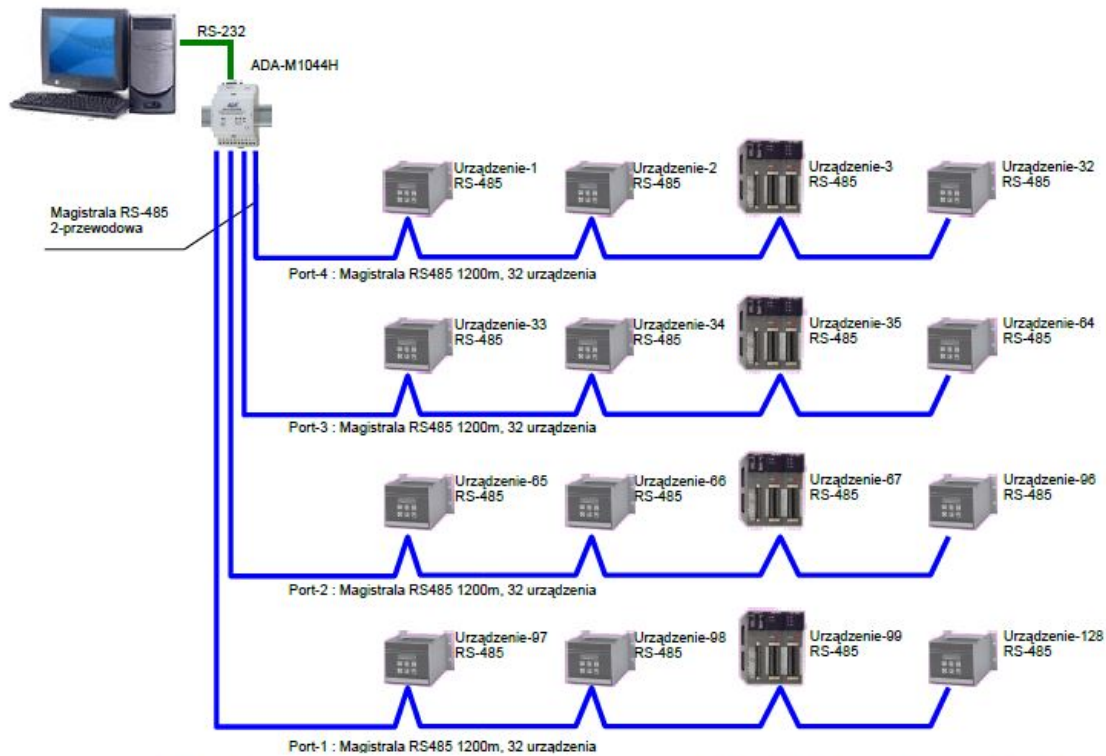 RS-232
ADA-M1044H
Magistrala RS-485
2-przewodowa
Urządzenie-1
RS-485
Urządzenie-2
RS-485
Urządzenie-3
RS-485
Urządzenie-32
RS-485
Port-4 : Magistrala RS485 1200m, 32 urządzenia
Urządzenie-33
RS-485
Urządzenie-34
RS-485
Urządzenie-35
RS-485
Urządzenie-64
RS-485
Port-3 : Magistrala RS485 1200m, 32 urządzenia
Urządzenie-65
RS-485
Urządzenie-66
RS-485
Urządzenie-67
RS-485
Urządzenie-96
RS-485
Port-2 : Magistrala RS485 1200m, 32 urządzenia
Urządzenie-97
RS-485
Urządzenie-98
RS-485
Urządzenie-99
RS-485
Urządzenie-128
RS-485
Port-1 : Magistrala RS485 1200m, 32 urządzenia